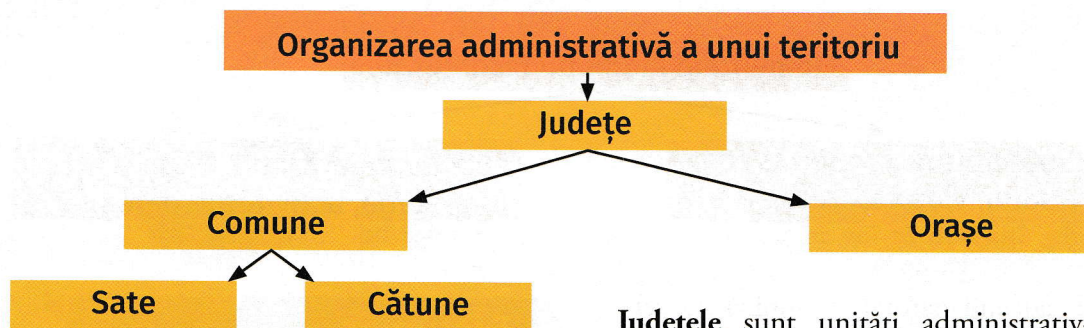 Organizarea administrativă a unui teritoriu
Județe
Comune
Orașe
Sate
Cătune
Județele sunt unități administrativ